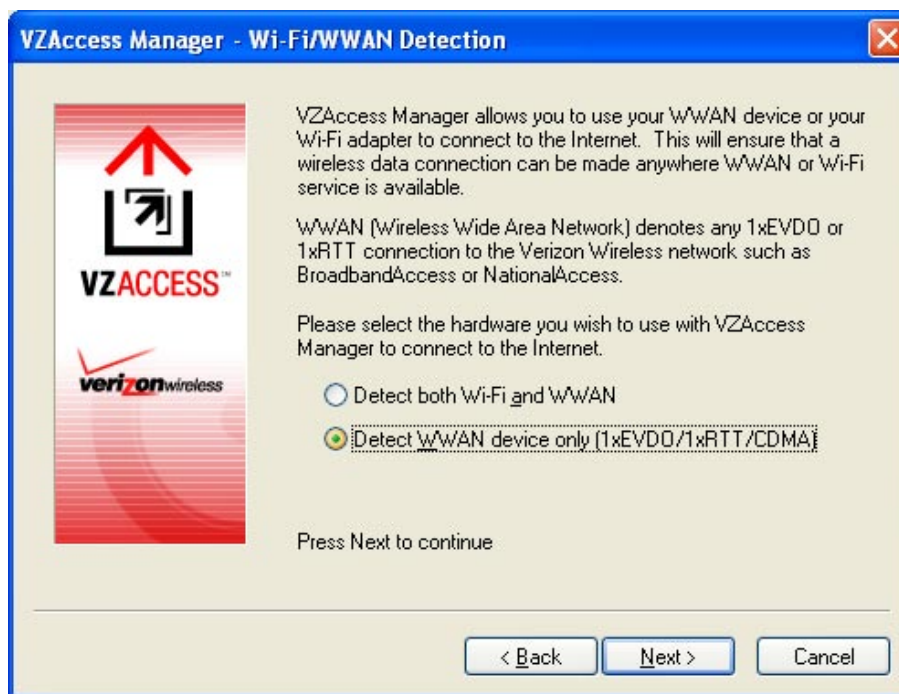 VZAccess Manager - Wi-Fi/WWAN Detection
VZAccess Manager allows you to use your WWAN device or your
Wi-Fi adapter to connect to the Internet.  This will ensure that a
wireless data connection can be made anywhere WWAN or Wi-Fi
service is available.
WWAN (Wireless Wide Area Network) denotes any 1xEVDO or
1xRTT connection to the Verizon Wireless network such as
BroadbandAccess or NationalAccess.
Please select the hardware you wish to use with VZAccess
Manager to connect to the Internet.
Detect both Wi-Fi and WWAN
Detect WWAN device only (1xEVDO/1xRTT/CDMA)
Press Next to continue
VZACCESS™
verizonwireless
< Back
Next >
Cancel